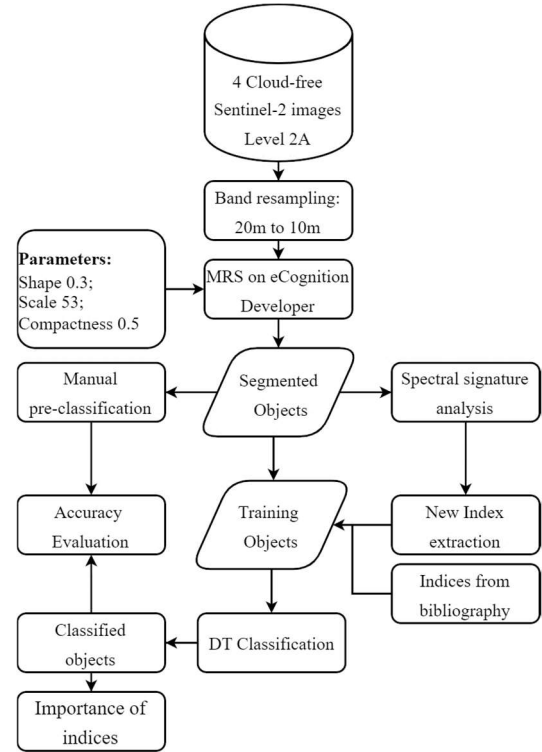 4 Cloud-free
Sentinel-2 images
Level 2A
Band resampling:
20m to 10m
Parameters:
Shape 0.3;
Scale 53;
Compactness 0.5
MRS on eCognition
Developer
Manual
pre-classification
Segmented
Objects
Spectral signature
analysis
Accuracy
Evaluation
Training
Objects
New Index
extraction
Indices from
bibliography
Classified
objects
DT Classification
Importance of
indices